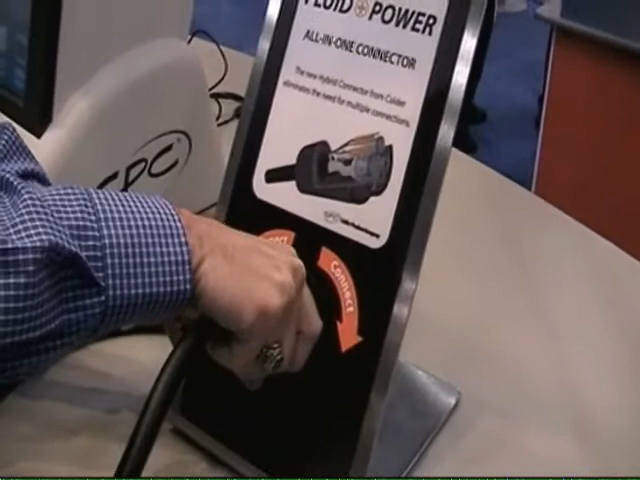 FLUID POWER
ALL-IN-ONE CONNECTOR
The new Hybrid Connector from Colder
eliminates the need for multiple connections.
CPC
Connect